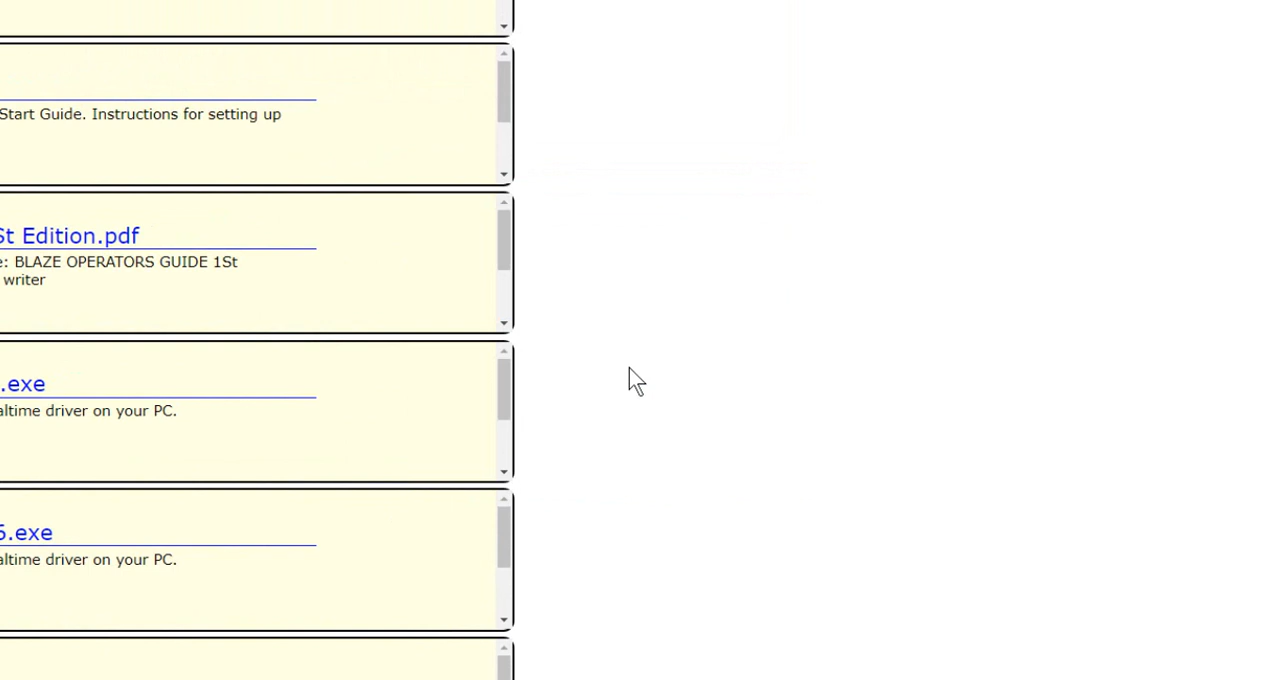 Start Guide. Instructions for setting up
St Edition.pdf
e: BLAZE OPERATORS GUIDE 1St
writer
.exe
altime driver on your PC.
5.exe
altime driver on your PC.